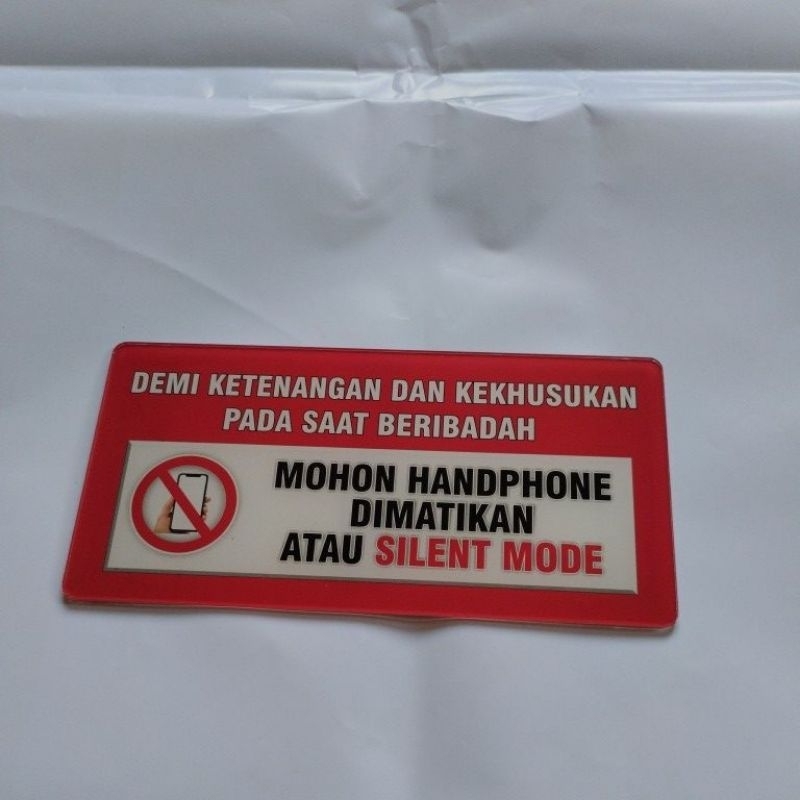 DEMI KETENANGAN DAN KEKHUSUKAN
PADA SAAT BERIBADAH
MOHON HANDPHONE
DIMATIKAN
ATAU SILENT MODE